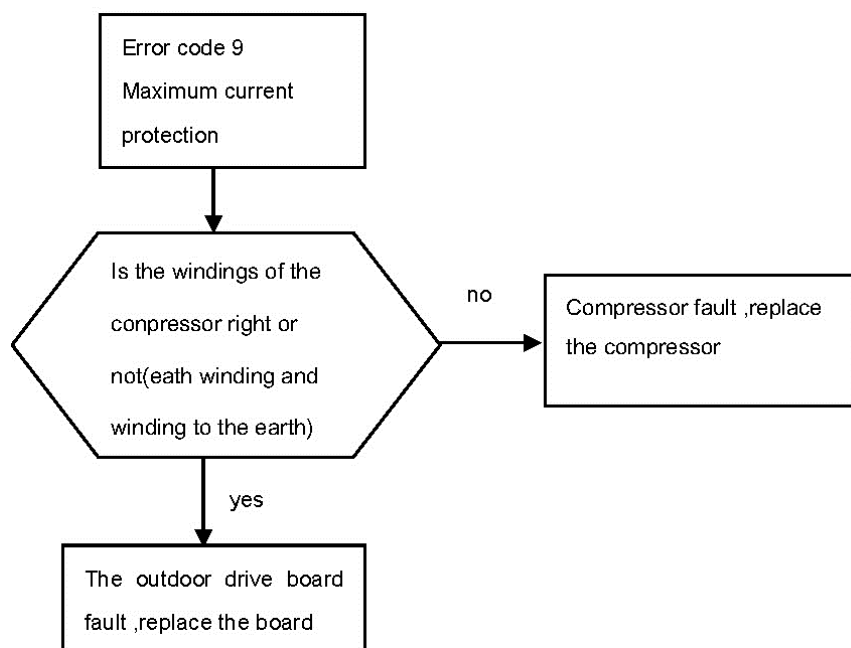 Error code 9
Maximum current
protection
Is the windings of the
conpressor right or
not(eath winding and
winding to the earth)
no
Compressor fault ,replace
the compressor
yes
The outdoor drive board
fault ,replace the board